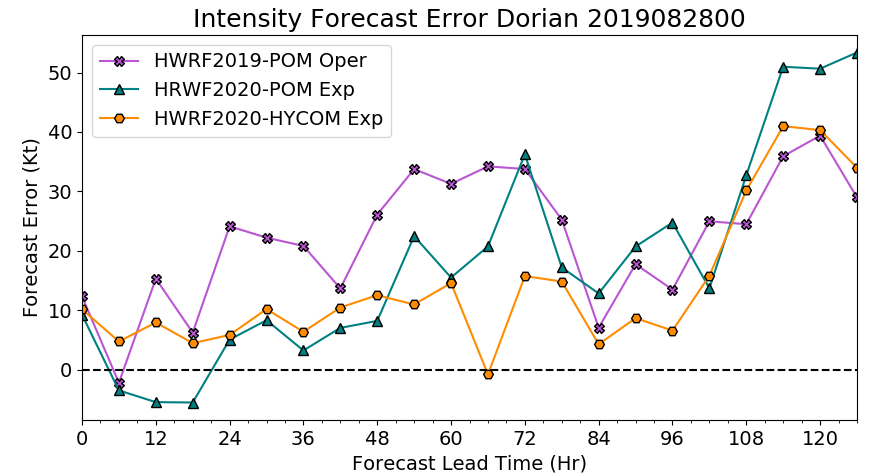 Intensity Forecast Error Dorian 2019082800
HWRF2019-POM Oper
HRWF2020-POM Exp
HWRF2020-HYCOM Exp
Forecast Error (Kt)
50
40
30
20
10
0
0 12 24 36 48 60 72 84 96 108 120
Forecast Lead Time (Hr)